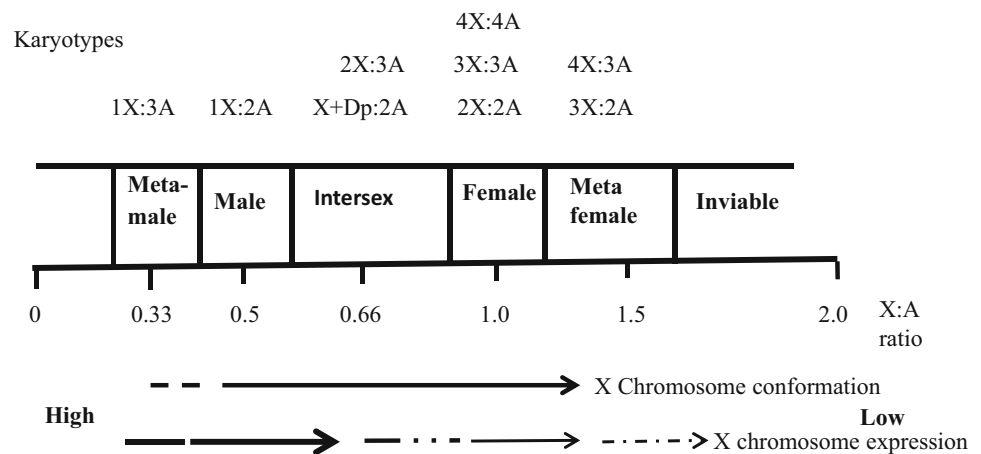 4X:4A
Karyotypes
2X:3A 3X:3A 4X:3A
1X:3A 1X:2A X+Dp:2A 2X:2A 3X:2A
Meta-
male
Male
Intersex
Female
Meta
female
Inviable
0 0.33 0.5 0.66 1.0 1.5 2.0 X:A
ratio
X Chromosome conformation
High Low
X chromosome expression